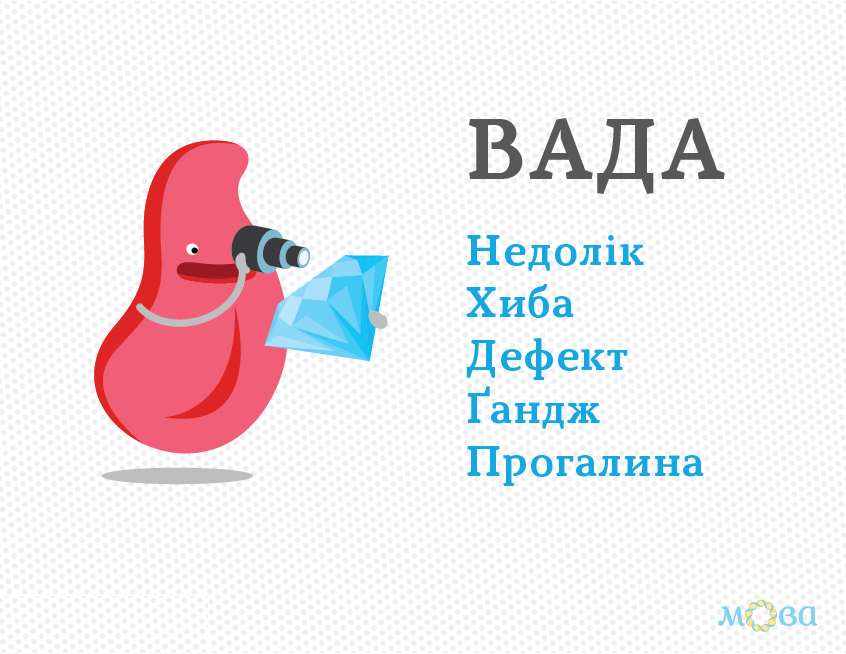 ВАДА
Недолік
Хиба
Дефект
Ґандж
Прогалина
мова